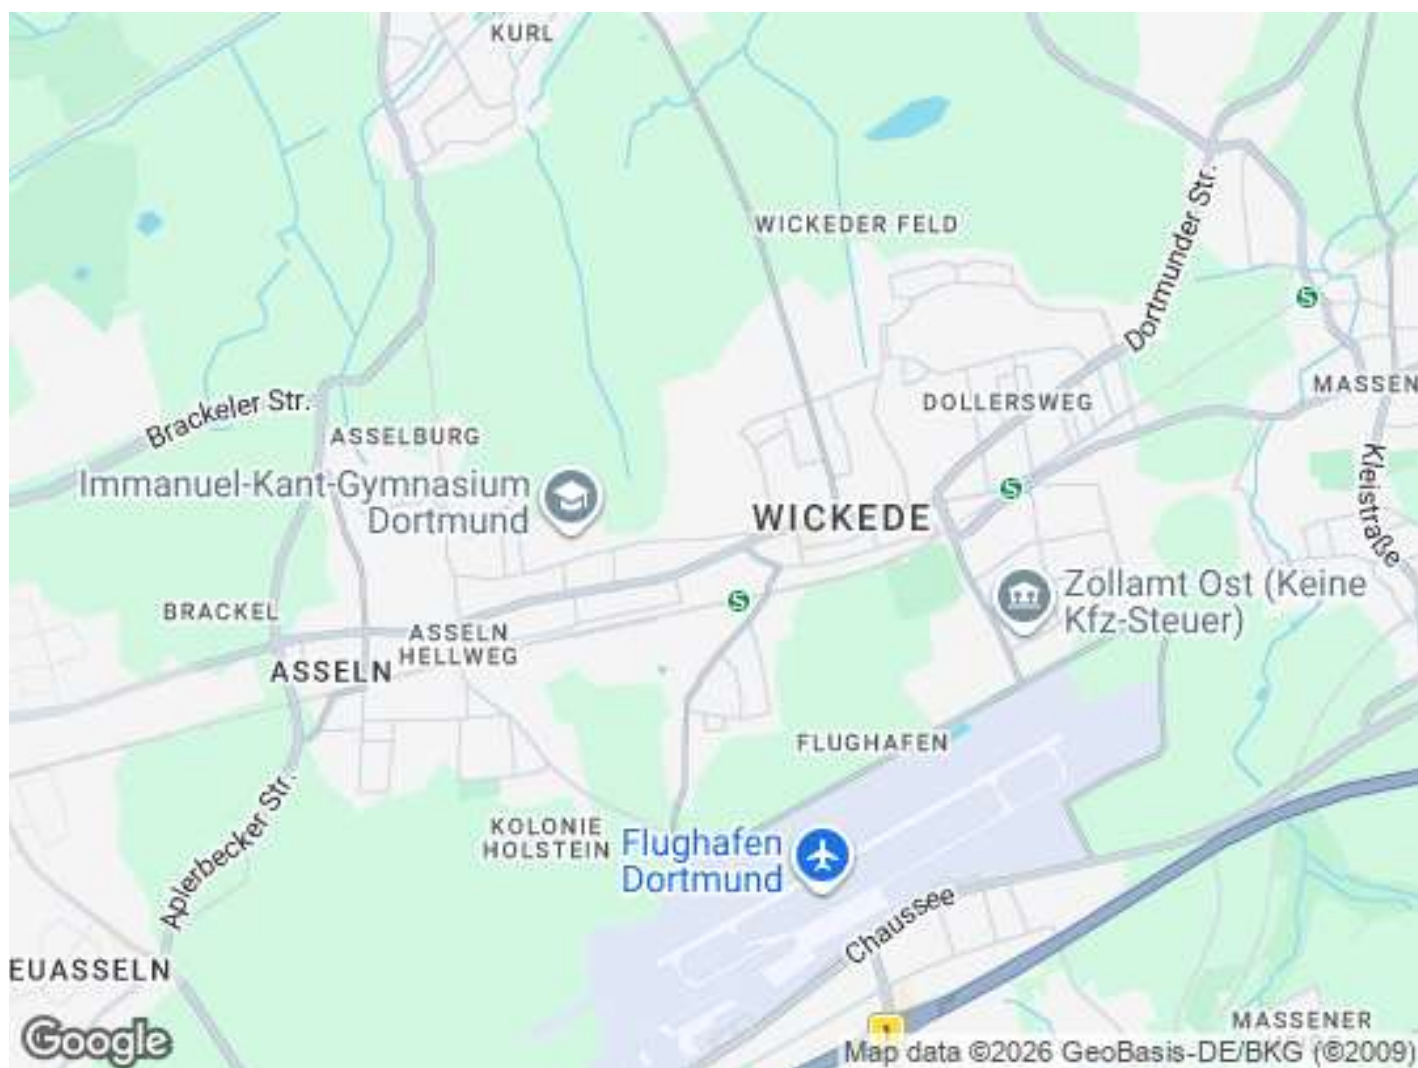 KURL
WICKEDER FELD
Dortmunder Str.
MASSEN
DOLLERSWEG
Brackeler Str.
ASSELBURG
Immanuel-Kant-Gymnasium
Dortmund
S
S
S
WICKEDE
Kleistraße
Zollamt Ost (Keine
Kfz-Steuer)
BRACKEL
ASSELN
HELLWEG
ASSELN
FLUGHAFEN
Aplerbecker Str.
KOLONIE
HOLSTEIN
Flughafen
Dortmund
Chaussee
EUASSELN
MASSENER
1
Google
Map data ©2026 GeoBasis-DE/BKG (©2009)